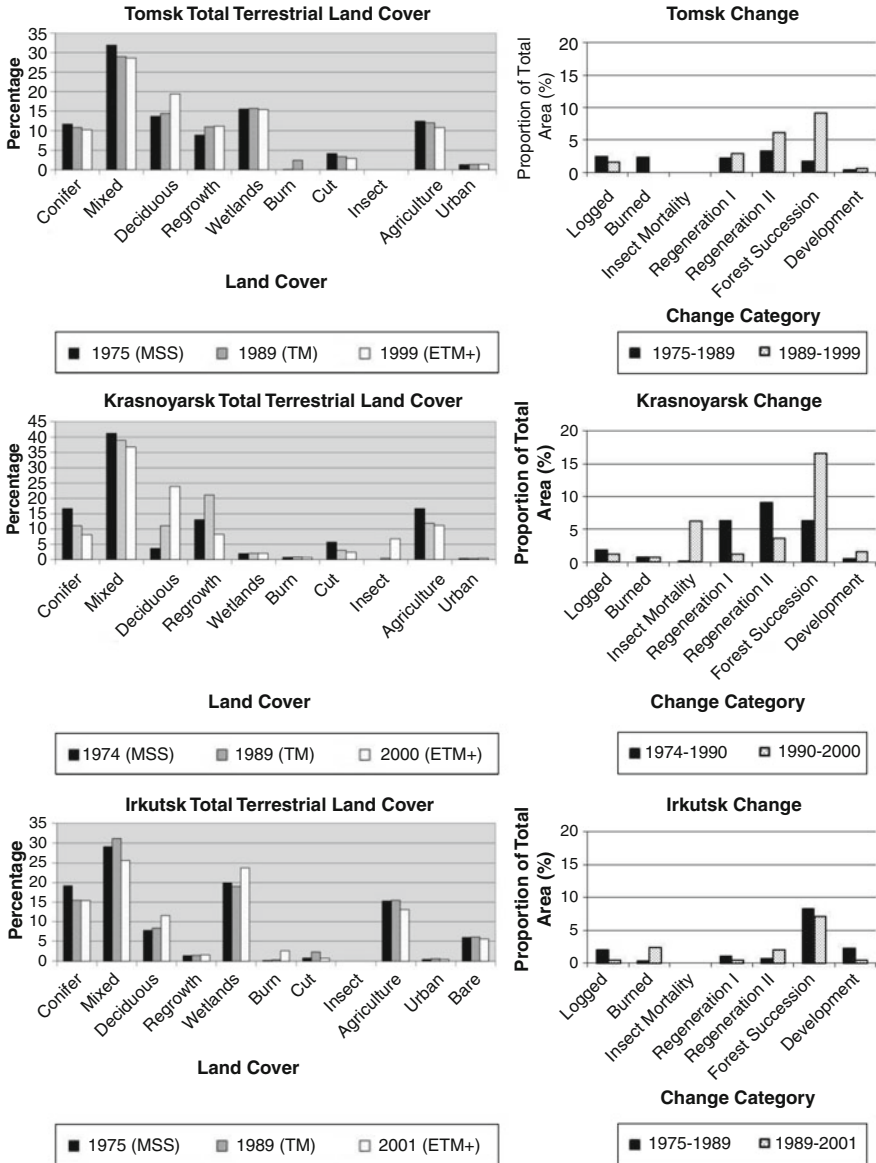 Tomsk Total Terrestrial Land Cover
Percentage
35
30
25
20
15
10
5
0
Conifer
Mixed
Deciduous
Regrowth
Wetlands
Burn
Cut
Insect
Agriculture
Urban
Land Cover
1975 (MSS) 1989 (TM) 1999 (ETM+)
Tomsk Change
Proportion of Total
Area (%)
20
15
10
5
0
Logged
Burned
Insect Mortality
Regeneration I
Regeneration II
Forest Succession
Development
Change Category
1975-1989 1989-1999
Krasnoyarsk Total Terrestrial Land Cover
Percentage
45
40
35
30
25
20
15
10
5
0
Conifer
Mixed
Deciduous
Regrowth
Wetlands
Burn
Cut
Insect
Agriculture
Urban
Land Cover
1974 (MSS) 1989 (TM) 2000 (ETM+)
Krasnoyarsk Change
Proportion of Total
Area (%)
20
15
10
5
0
Logged
Burned
Insect Mortality
Regeneration I
Regeneration II
Forest Succession
Development
Change Category
1974-1990 1990-2000
Irkutsk Total Terrestrial Land Cover
Percentage
35
30
25
20
15
10
5
0
Conifer
Mixed
Deciduous
Regrowth
Wetlands
Burn
Cut
Insect
Agriculture
Urban
Bare
Land Cover
1975 (MSS) 1989 (TM) 2001 (ETM+)
Irkutsk Change
Proportion of Total
Area (%)
20
15
10
5
0
Logged
Burned
Insect Mortality
Regeneration I
Regeneration II
Forest Succession
Development
Change Category
1975-1989 1989-2001